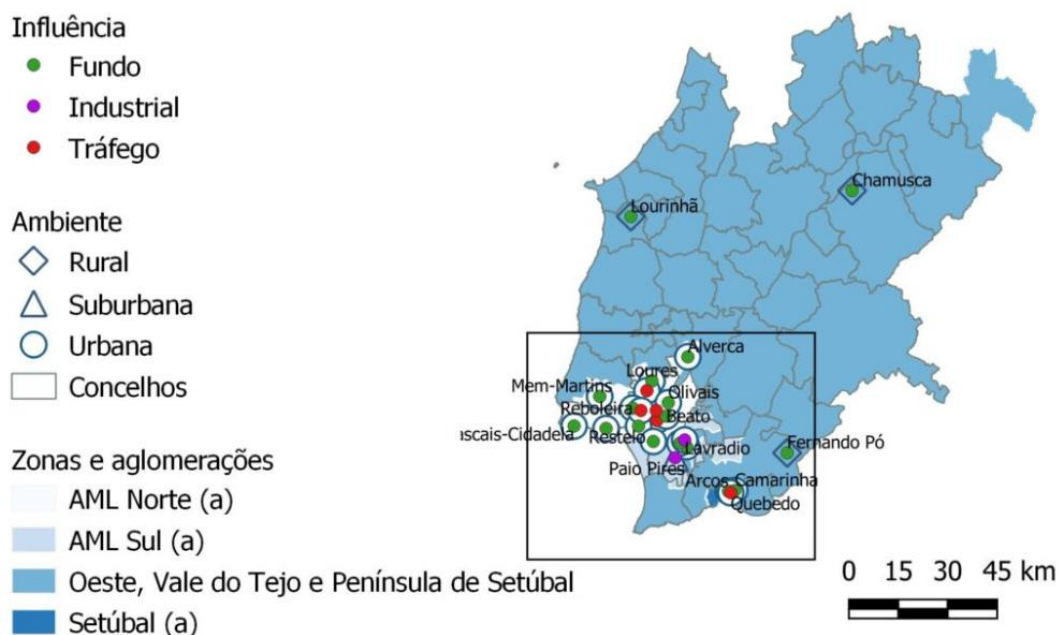 Influência
Fundo
Industrial
Tráfego
Ambiente
Rural
Suburbana
Urbana
Concelhos
Zonas e aglomerações
AML Norte (a)
AML Sul (a)
Oeste, Vale do Tejo e Península de Setúbal
Setúbal (a)
Chamusca
Lourinhã
Alverca
Loures
Mem-Martins
Olivais
Reboleira
Beato
ascais-Cidadela
Restelo
Lavradio
Fernando Pó
Paio Pires
Arcos
Camarinha
Quebedo
0 15 30 45 km